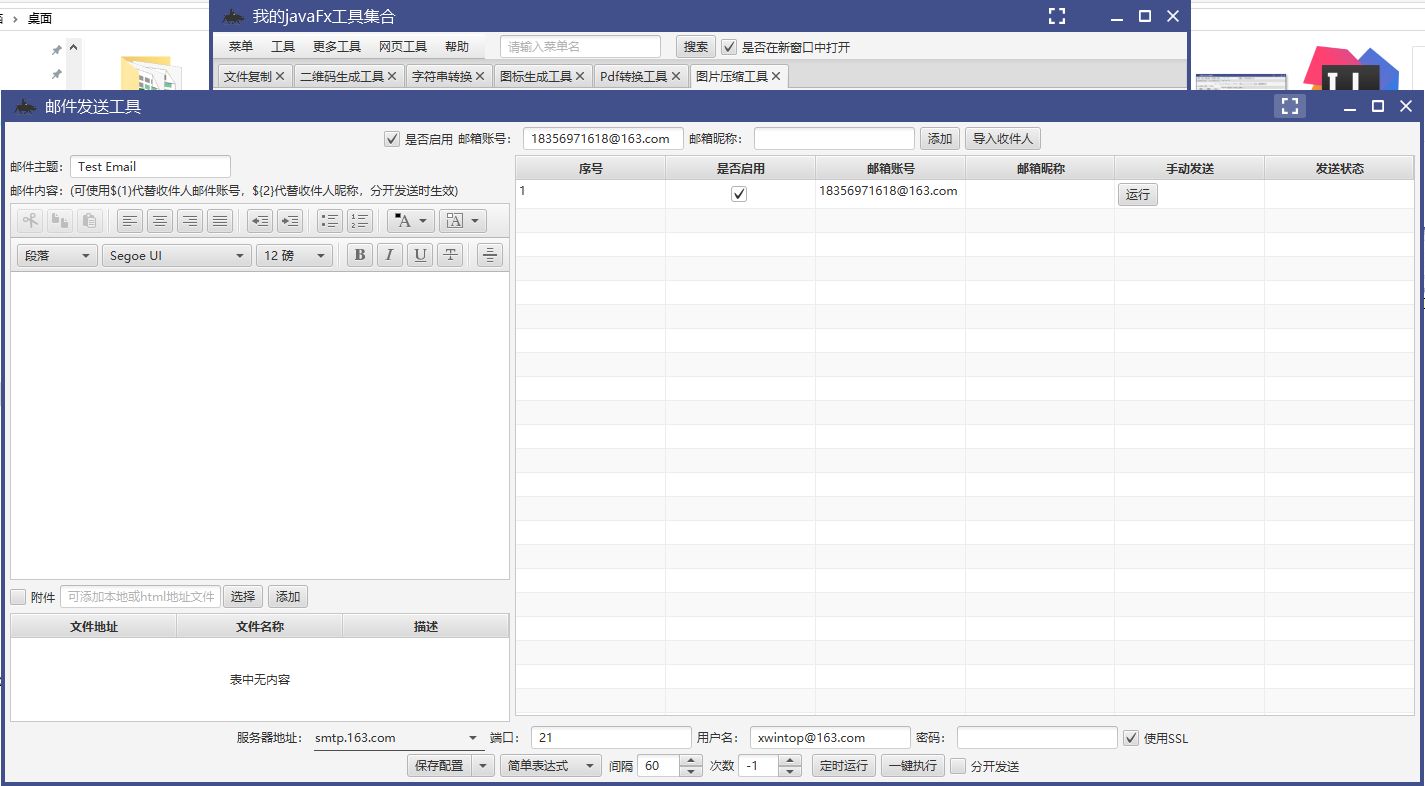 桌面
我的javaFx工具集合
菜单 工具 更多工具 网页工具 帮助 请输入菜单名 搜索 是否在新窗口中打开
文件复制 二维码生成工具 字符串转换 图标生成工具 Pdf转换工具 图片压缩工具
邮件发送工具
是否启用 邮箱账号： 18356971618@163.com 邮箱昵称： 添加 导入收件人
邮件主题： Test Email
邮件内容：(可使用$(1)代替收件人邮件账号，${2}代替收件人昵称，分开发送时生效)
A A
段落 Segoe UI 12 磅 B I U T
序号 是否启用 邮箱账号 邮箱昵称 手动发送 发送状态
1 18356971618@163.com 运行
附件 可添加本地或html地址文件 选择 添加
文件地址 文件名称 描述
表中无内容
服务器地址： smtp.163.com 端口： 21 用户名： xwintop@163.com 密码： 使用SSL
保存配置 简单表达式 间隔 60 次数 -1 定时运行 一键执行 分开发送